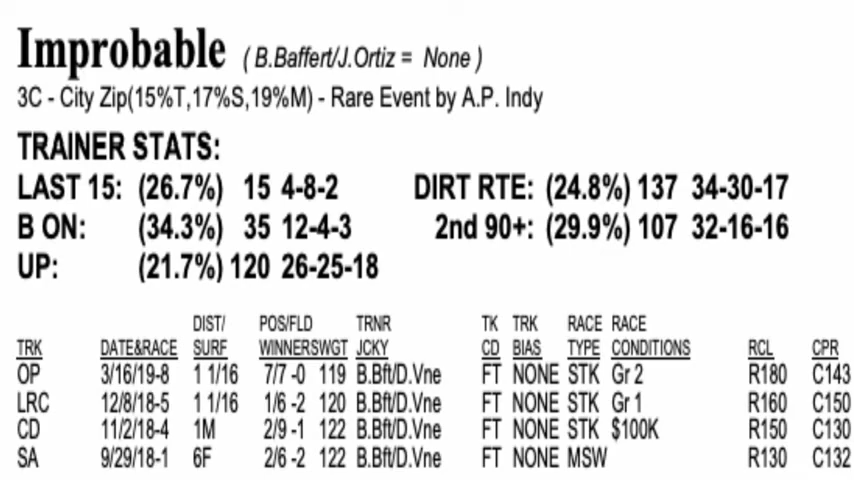 Improbable ( B.Baffert/J.Ortiz = None )
3C - City Zip(15%T,17%S,19%M) - Rare Event by A.P. Indy
TRAINER STATS:
LAST 15: (26.7%) 15 4-8-2 DIRT RTE: (24.8%) 137 34-30-17
B ON: (34.3%) 35 12-4-3 2nd 90+: (29.9%) 107 32-16-16
UP: (21.7%) 120 26-25-18
DIST/ POS/FLD TRNR TK TRK RACE RACE
TRK DATE&RACE SURF WINNERSWGT JCKY CD BIAS TYPE CONDITIONS RCL CPR
OP 3/16/19-8 1 1/16 7/7 -0 119 B.Bft/D.Vne FT NONE STK Gr 2 R180 C143
LRC 12/8/18-5 1 1/16 1/6 -2 120 B.Bft/D.Vne FT NONE STK Gr 1 R160 C150
CD 11/2/18-4 1M 2/9 -1 122 B.Bft/D.Vne FT NONE STK $100K R150 C130
SA 9/29/18-1 6F 2/6 -2 122 B.Bft/D.Vne FT NONE MSW R130 C132